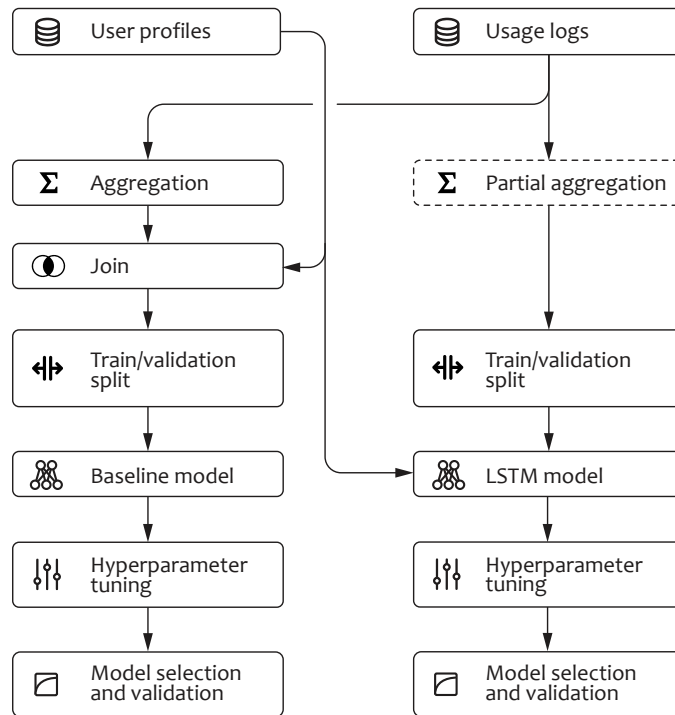 User profiles
Usage logs
Σ Aggregation
Σ Partial aggregation
Join
Train/validation
split
Train/validation
split
Baseline model
LSTM model
Hyperparameter
tuning
Hyperparameter
tuning
Model selection
and validation
Model selection
and validation